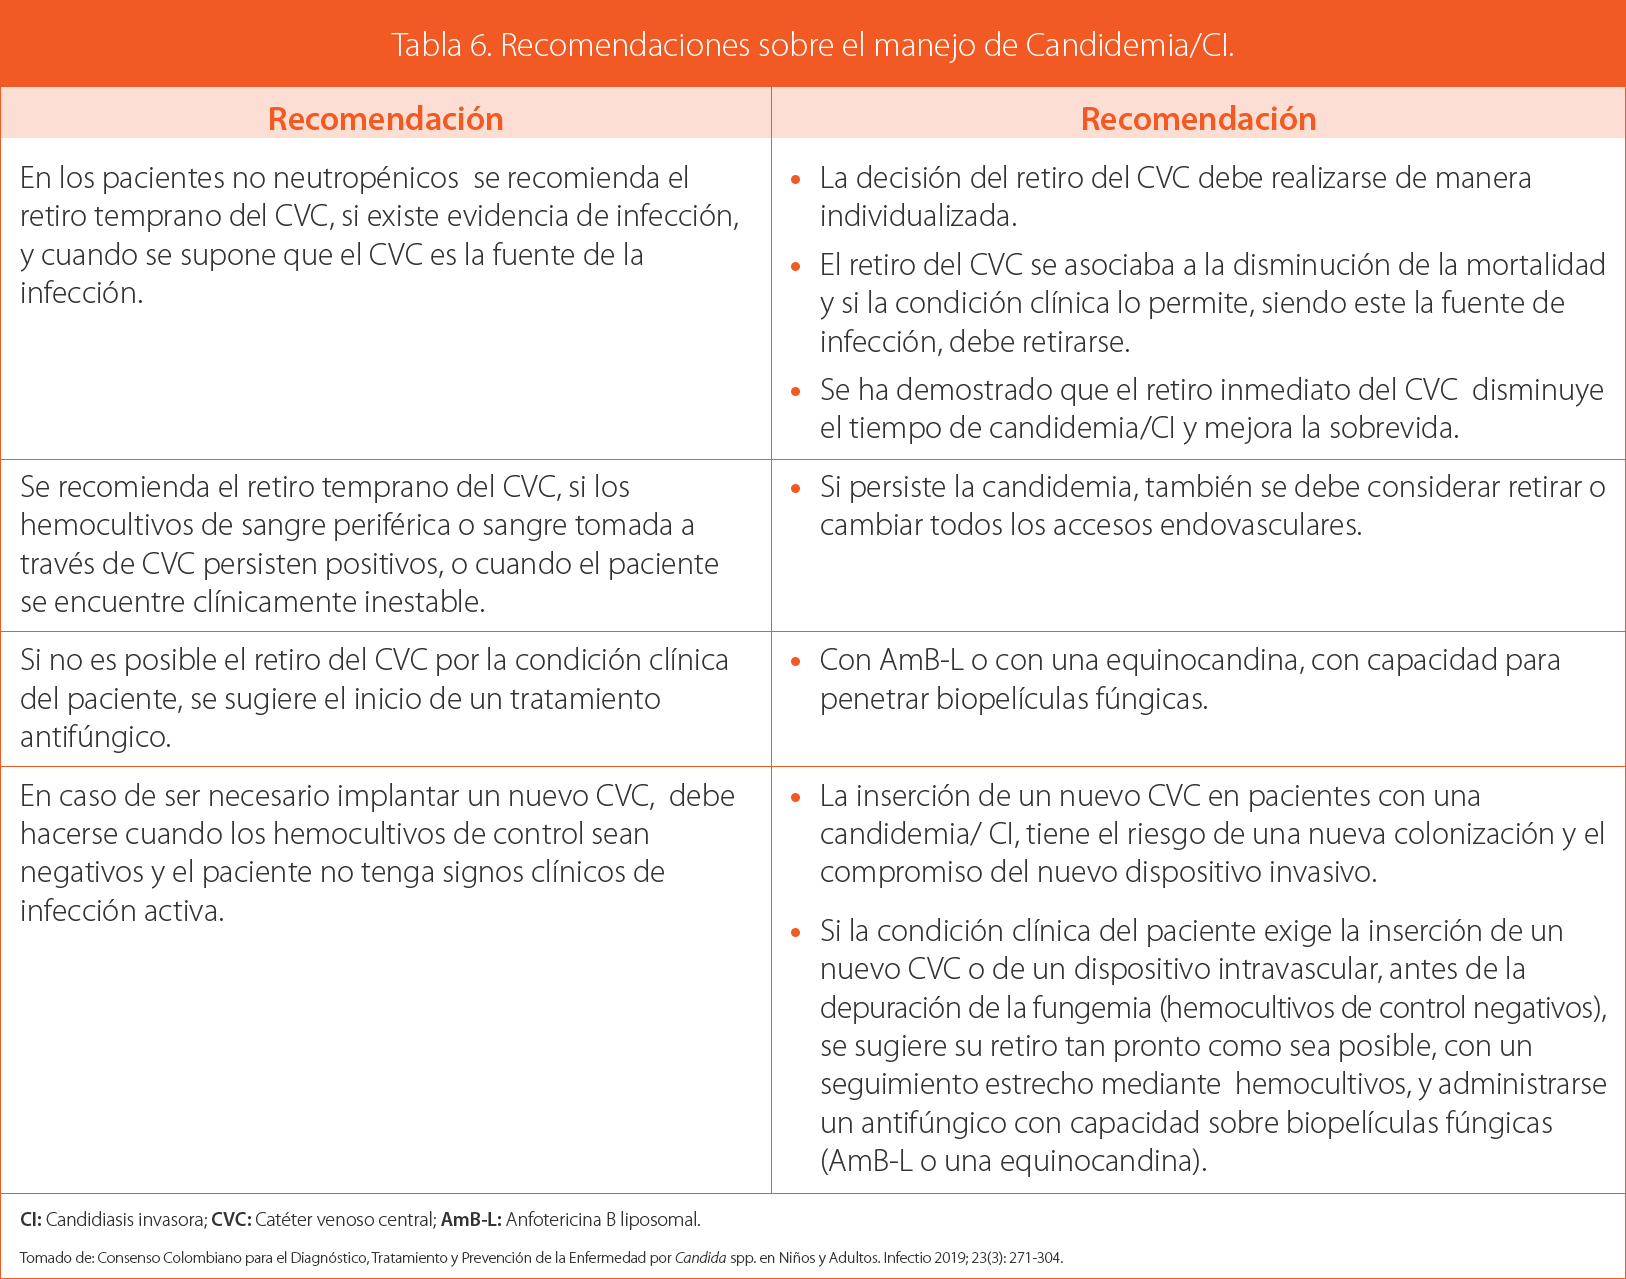 Tabla 6. Recomendaciones sobre el manejo de Candidemia/CI.
Recomendación
Recomendación
En los pacientes no neutropénicos se recomienda el
retiro temprano del CVC, si existe evidencia de infección,
y cuando se supone que el CVC es la fuente de la
infección.
• La decisión del retiro del CVC debe realizarse de manera
individualizada.
• El retiro del CVC se asociaba a la disminución de la mortalidad
y si la condición clínica lo permite, siendo este la fuente de
infección, debe retirarse.
• Se ha demostrado que el retiro inmediato del CVC disminuye
el tiempo de candidemia/CI y mejora la sobrevida.
Se recomienda el retiro temprano del CVC, si los
hemocultivos de sangre periférica o sangre tomada a
través de CVC persisten positivos, o cuando el paciente
se encuentre clínicamente inestable.
• Si persiste la candidemia, también se debe considerar retirar o
cambiar todos los accesos endovasculares.
Si no es posible el retiro del CVC por la condición clínica
del paciente, se sugiere el inicio de un tratamiento
antifúngico.
• Con AmB-L o con una equinocandina, con capacidad para
penetrar biopelículas fúngicas.
En caso de ser necesario implantar un nuevo CVC, debe
hacerse cuando los hemocultivos de control sean
negativos y el paciente no tenga signos clínicos de
infección activa.
• La inserción de un nuevo CVC en pacientes con una
candidemia/ CI, tiene el riesgo de una nueva colonización y el
compromiso del nuevo dispositivo invasivo.
• Si la condición clínica del paciente exige la inserción de un
nuevo CVC o de un dispositivo intravascular, antes de la
depuración de la fungemia (hemocultivos de control negativos),
se sugiere su retiro tan pronto como sea posible, con un
seguimiento estrecho mediante hemocultivos, y administrarse
un antifúngico con capacidad sobre biopelículas fúngicas
(AmB-L o una equinocandina).
CI: Candidiasis invasora; CVC: Catéter venoso central; AmB-L: Anfotericina B liposomal.
Tomado de: Consenso Colombiano para el Diagnóstico, Tratamiento y Prevención de la Enfermedad por Candida spp. en Niños y Adultos. Infectio 2019; 23(3): 271-304.